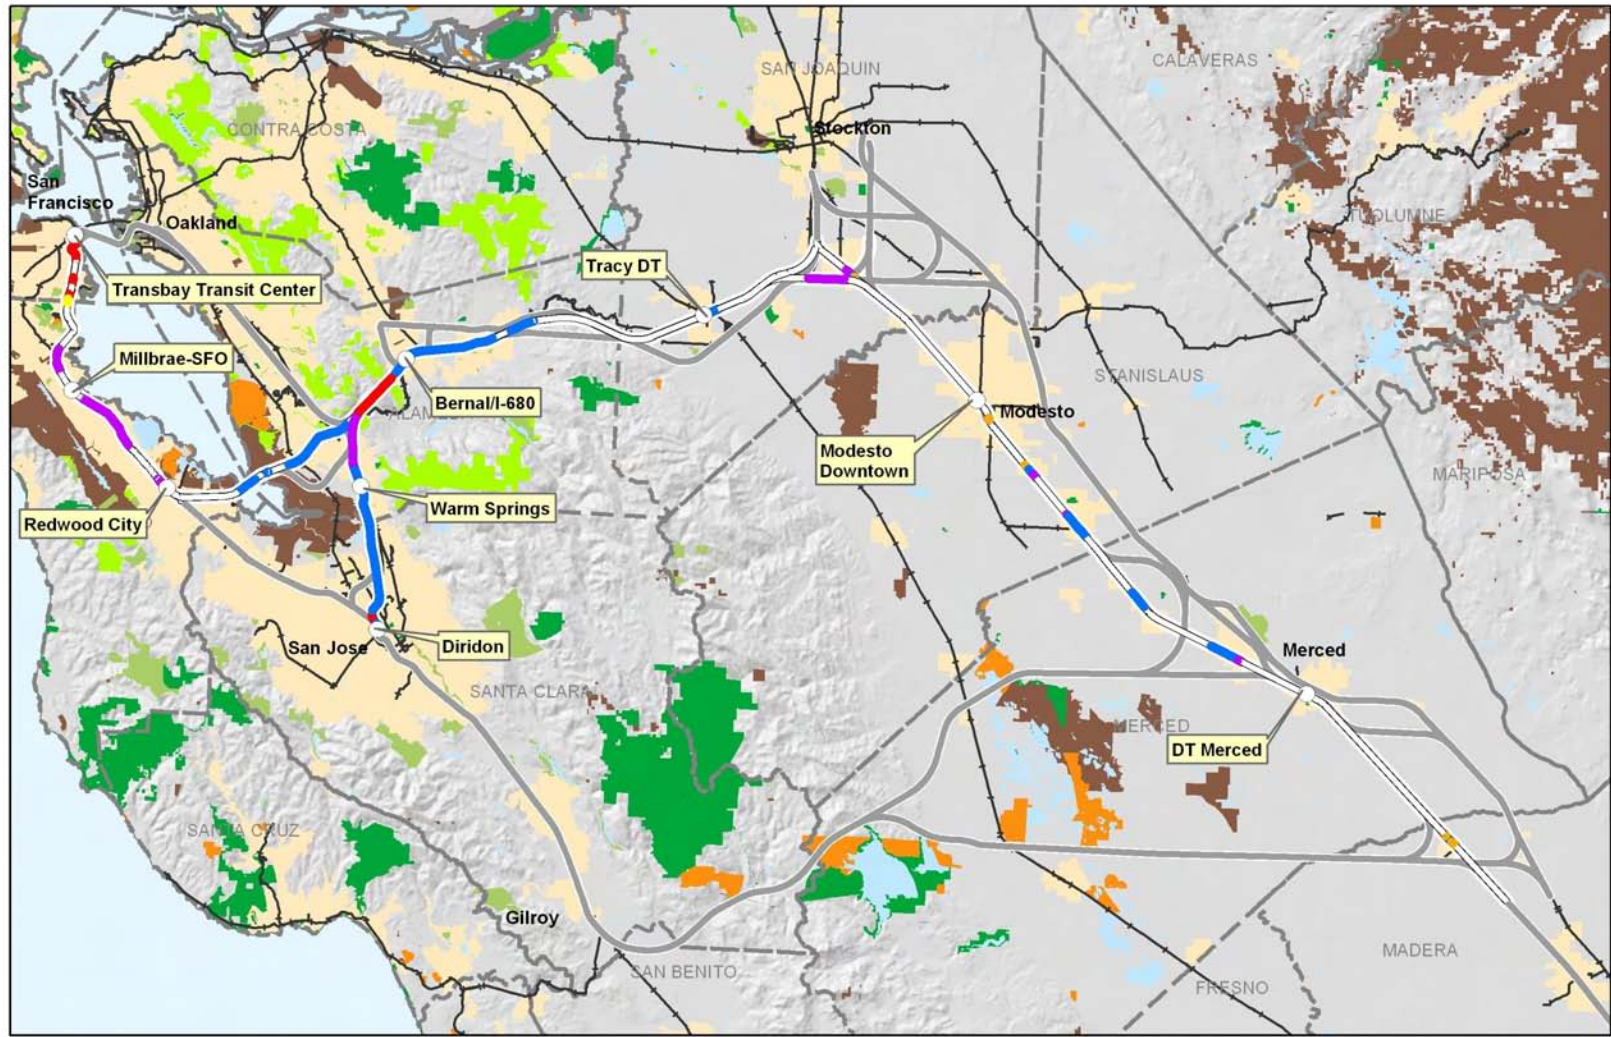 CALAVERAS
SAN JOAQUIN
CONTRA COSTA
Stockton
San
Francisco
Oakland
TUOLUMNE
Tracy DT
Transbay Transit Center
Millbrae-SFO
STANISLAUS
Bernal/I-680
Modesto
Modesto
Downtown
MARIPOSA
Warm Springs
Redwood City
San Jose
Diridon
Merced
SANTA CLARA
MERCED
DT Merced
SANTA CRUZ
Gilroy
SAN BENITO
MADERA
FRESNO